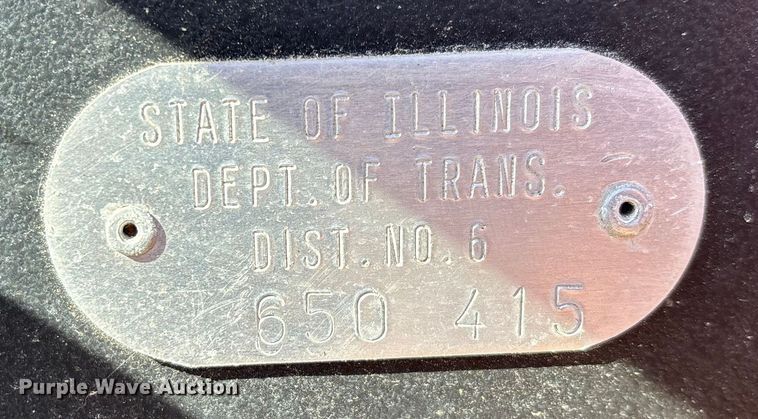 STATE OF ILLINOIS
DEPT. OF TRANS.
DIST. NO. 6
650 415
Purple Wave Auction